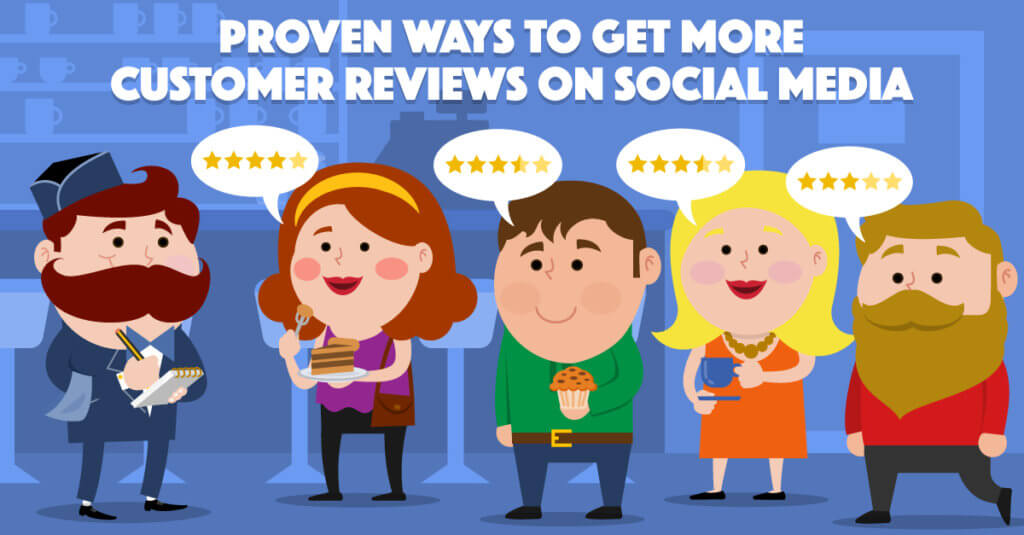 PROVEN WAYS TO GET MORE
CUSTOMER REVIEWS ON SOCIAL MEDIA